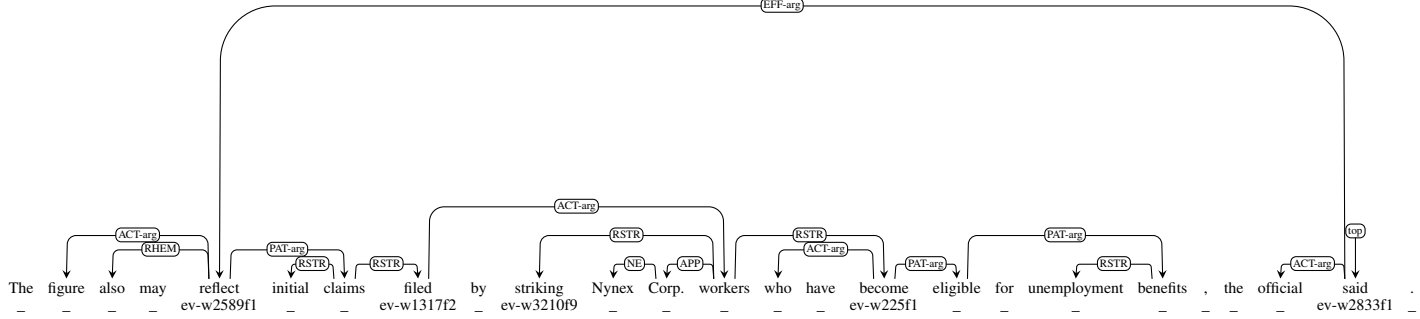 EFF-arg
ACT-arg
ACT-arg RSTR RSTR PAT-arg top
RHEM PAT-arg ACT-arg
RSTR RSTR NE APP PAT-arg RSTR ACT-arg
The figure also may reflect initial claims filed by striking Nynex Corp. workers who have become eligible for unemployment benefits , the official said .
_ _ _ _ ev-w2589f1 _ _ ev-w1317f2 _ ev-w3210f9 _ _ _ _ _ ev-w225f1 _ _ _ _ _ _ _ ev-w2833f1 _